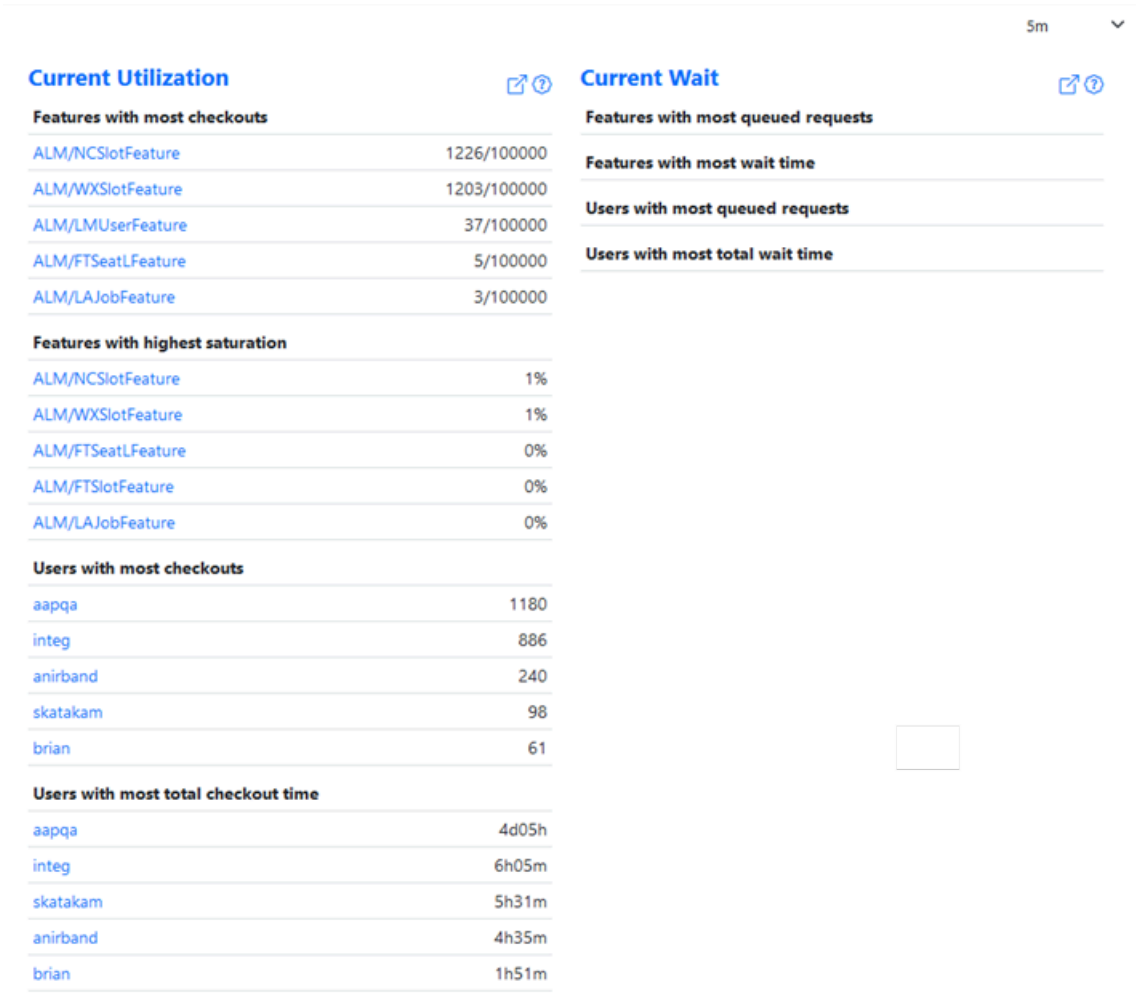 5m
Current Utilization
Features with most checkouts
ALM/NCSlotFeature 1226/100000
ALM/WXSlotFeature 1203/100000
ALM/LMUserFeature 37/100000
ALM/FTSeatLFeature 5/100000
ALM/LAJobFeature 3/100000
Features with highest saturation
ALM/NCSlotFeature 1%
ALM/WXSlotFeature 1%
ALM/FTSeatLFeature 0%
ALM/FTSlotFeature 0%
ALM/LAJobFeature 0%
Users with most checkouts
aapqa 1180
integ 886
anirband 240
skatakam 98
brian 61
Users with most total checkout time
aapqa 4d05h
integ 6h05m
skatakam 5h31m
anirband 4h35m
brian 1h51m
Current Wait
Features with most queued requests
Features with most wait time
Users with most queued requests
Users with most total wait time